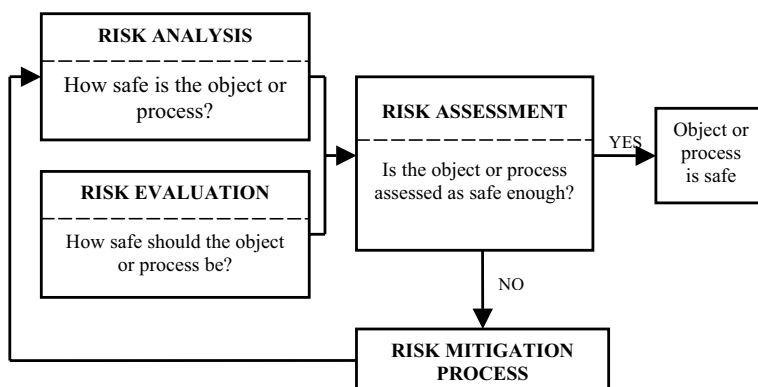 RISK ANALYSIS
How safe is the object or
process?
RISK EVALUATION
How safe should the object
or process be?
RISK ASSESSMENT
Is the object or process
assessed as safe enough?
YES
Object or
process
is safe
NO
RISK MITIGATION
PROCESS